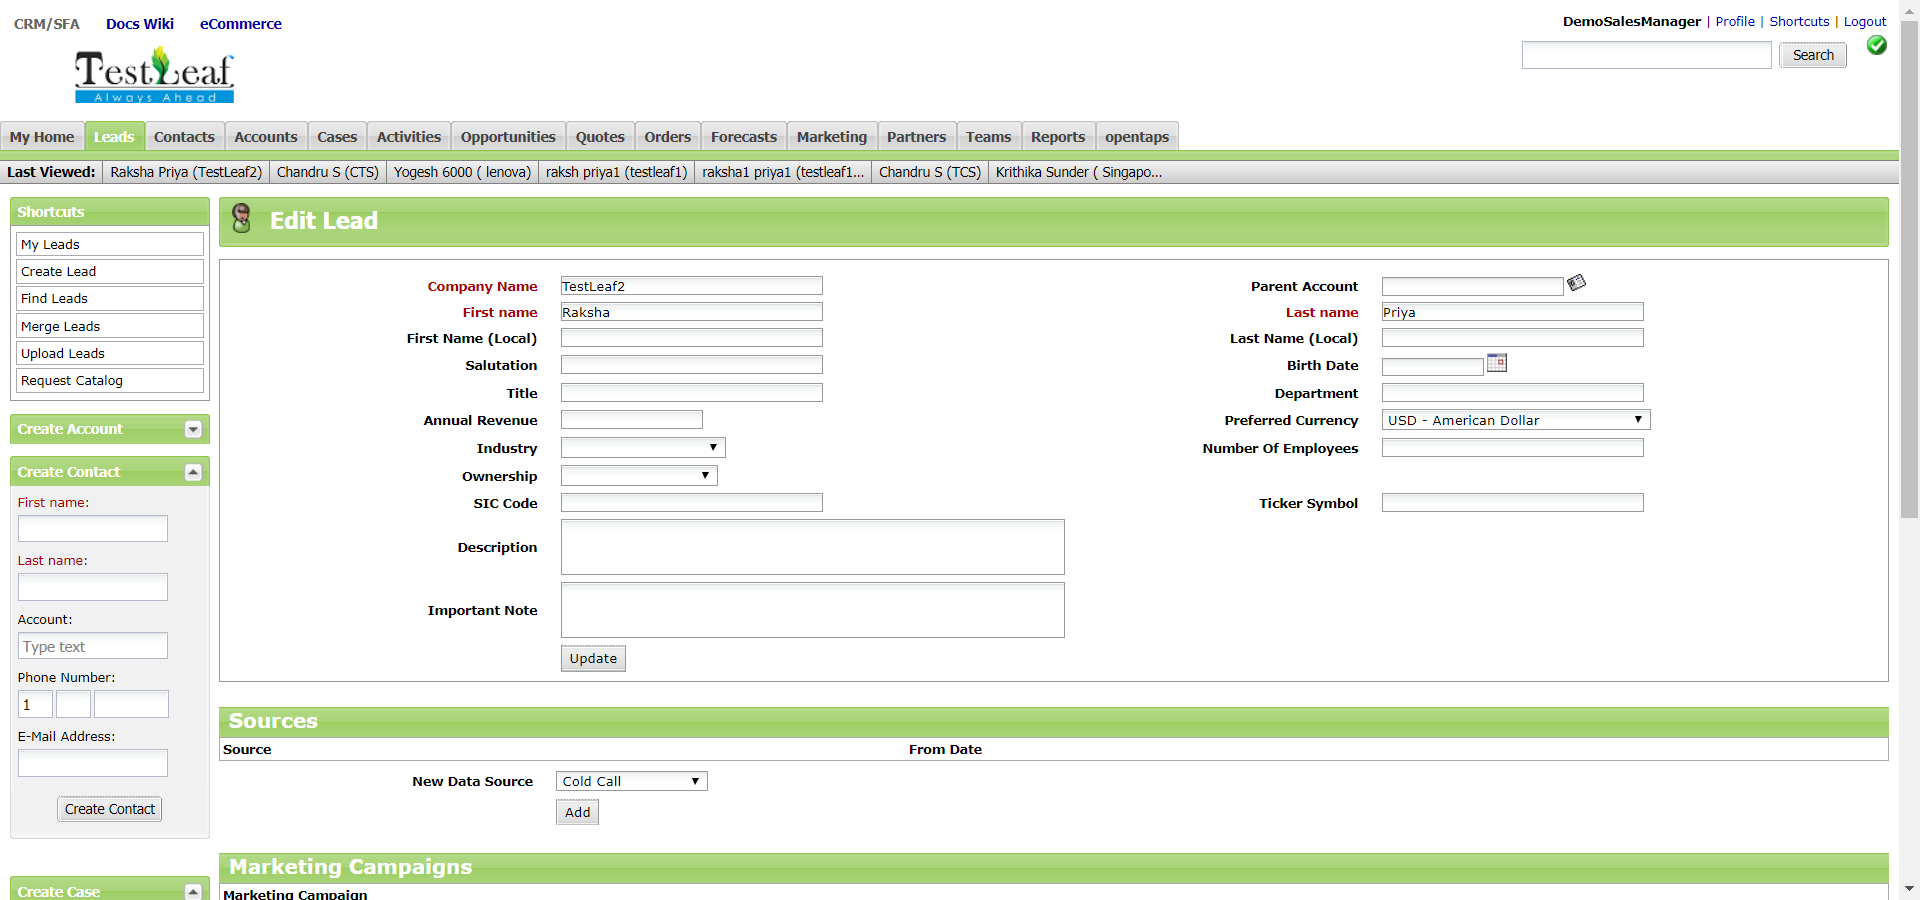 CRM/SFA Docs Wiki eCommerce
DemoSalesManager | Profile | Shortcuts | Logout
Search
TestLeaf
Always Ahead
My Home Leads Contacts Accounts Cases Activities Opportunities Quotes Orders Forecasts Marketing Partners Teams Reports opentaps
Last Viewed: Raksha Priya (TestLeaf2) Chandru S (CTS) Yogesh 6000 ( lenova) raksh priya1 (testleaf1) raksha1 priya1 (testleaf1... Chandru S (TCS) Krithika Sunder ( Singapo...
Shortcuts
My Leads
Create Lead
Find Leads
Merge Leads
Upload Leads
Request Catalog
Create Account
Create Contact
First name:
Last name:
Account:
Type text
Phone Number:
1
E-Mail Address:
Create Contact
Create Case
Edit Lead
Company Name TestLeaf2 Parent Account
First name Raksha Last name Priya
First Name (Local) Last Name (Local)
Salutation Birth Date
Title Department
Annual Revenue Preferred Currency USD - American Dollar
Industry Number Of Employees
Ownership
SIC Code Ticker Symbol
Description
Important Note
Update
Sources
Source From Date
New Data Source Cold Call
Add
Marketing Campaigns
Marketing Campaign